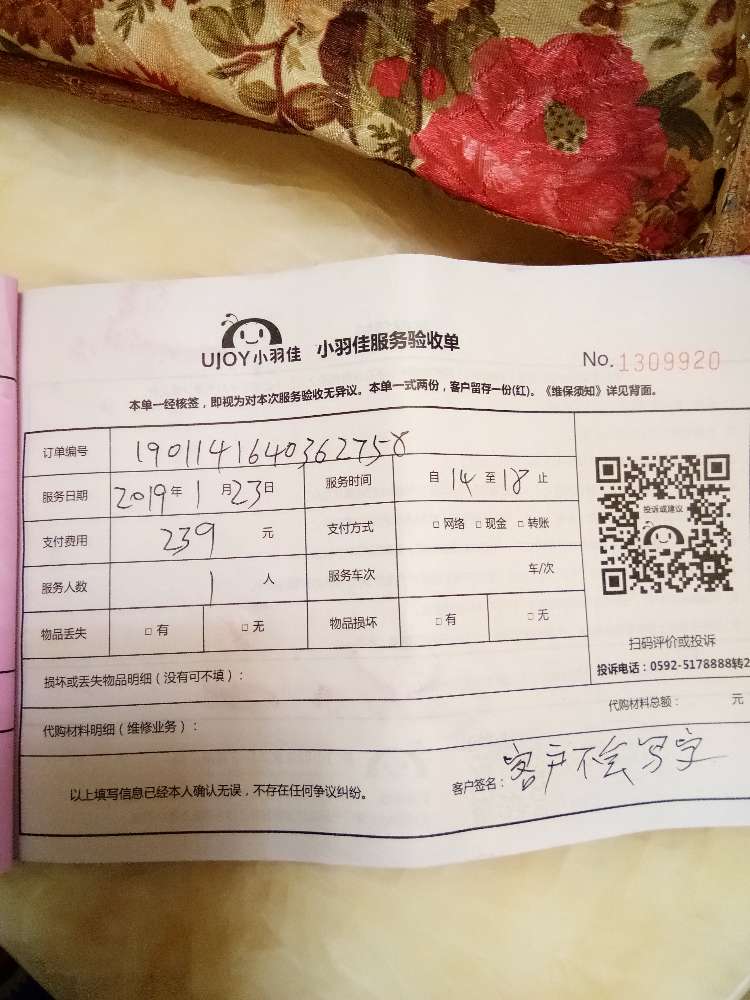 UJOY小羽佳 小羽佳服务验收单
No. 1309920
本单一经核签，即视为对本次服务验收无异议。本单一式两份，客户留存一份(红)。《维保须知》详见背面。
订单编号 1901141640362758
服务日期 2019年1月23日 服务时间 自14至18止
支付费用 239元 支付方式 □网络 □现金 □转账
服务人数 1人 服务车次 车/次
物品丢失 □有 □无 物品损坏 □有 □无
投诉或建议
扫码评价或投诉
投诉电话：0592-5178888转2
损坏或丢失物品明细（没有可不填）：
代购材料明细（维修业务）： 代购材料总额： 元
以上填写信息已经本人确认无误，不存在任何争议纠纷。 客户签名：客户不会写字